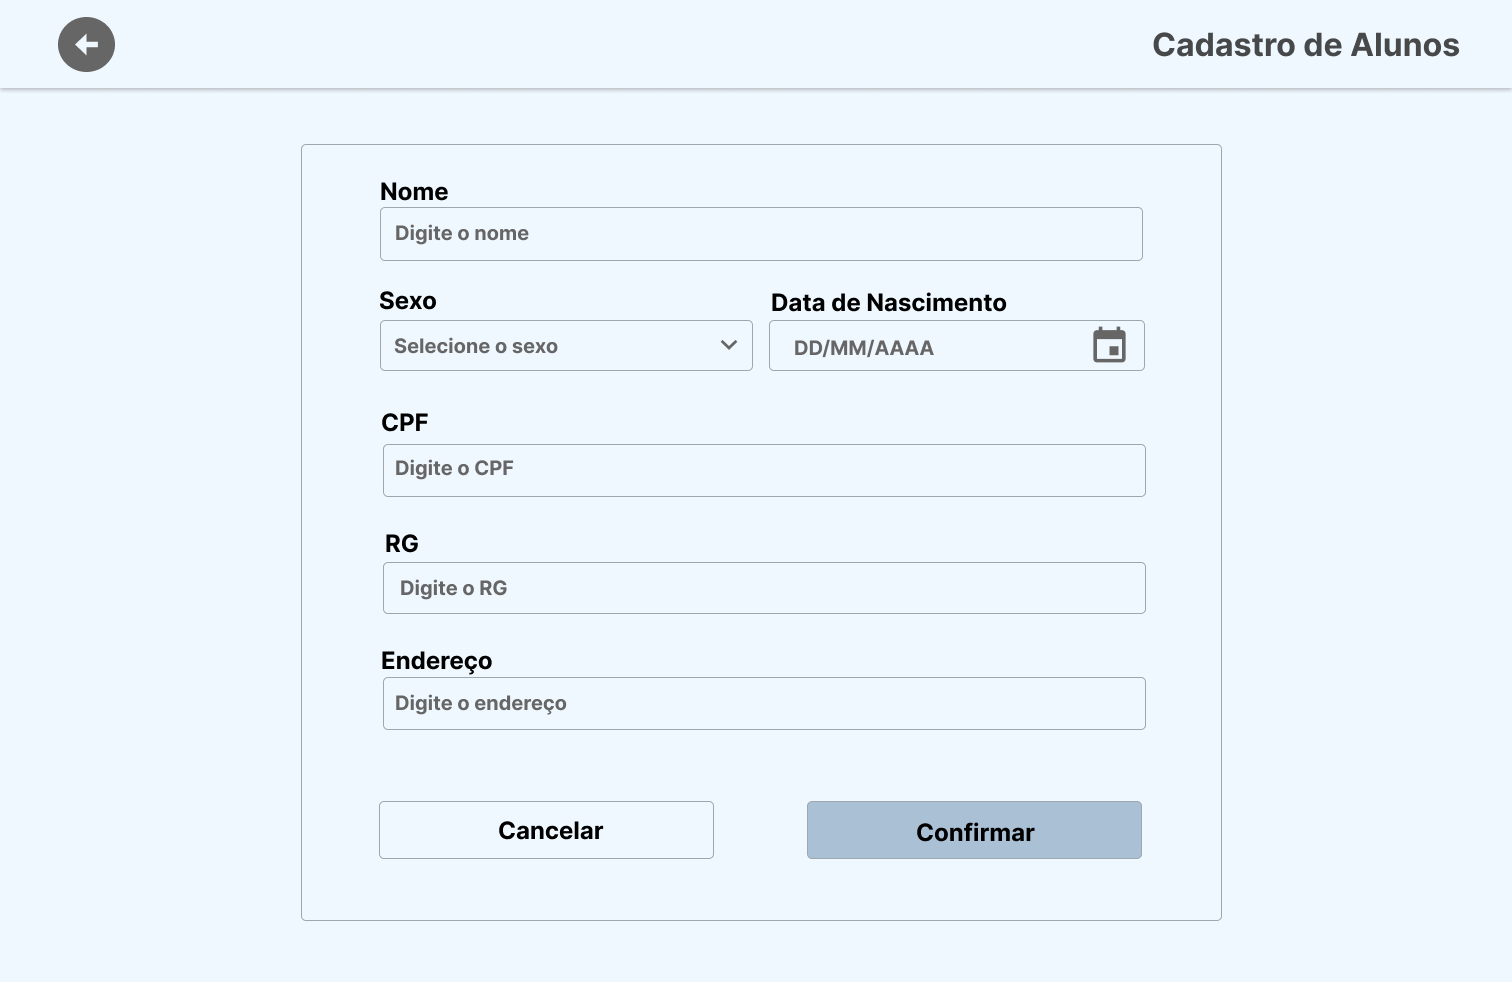 Cadastro de Alunos
Nome
Digite o nome
Sexo
Data de Nascimento
Selecione o sexo
DD/MM/AAAA
CPF
Digite o CPF
RG
Digite o RG
Endereço
Digite o endereço
Cancelar
Confirmar